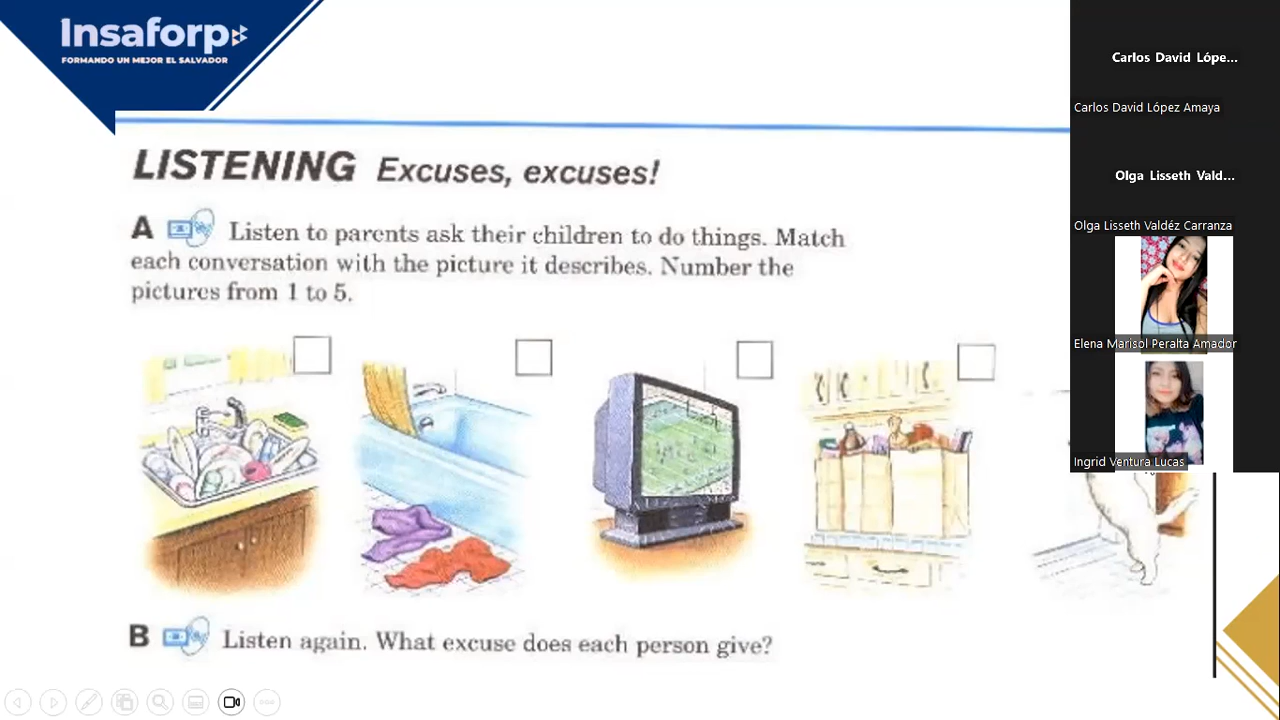 Insaforp
FORMANDO UN MEJOR EL SALVADOR
LISTENING Excuses, excuses!
A Listen to parents ask their children to do things. Match
each conversation with the picture it describes. Number the
pictures from 1 to 5.
B Listen again. What excuse does each person give?
Carlos David Lópe...
Carlos David López Amaya
Olga Lisseth Vald...
Olga Lisseth Valdéz Carranza
Elena Marisol Peralta Amador
Ingrid Ventura Lucas